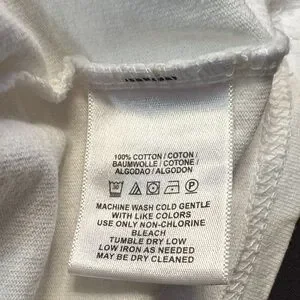 100% COTTON / COTON /
BAUMWOLLE / COTONE /
ALGODAO / ALGODON
P
MACHINE WASH COLD GENTLE
WITH LIKE COLORS
USE ONLY NON-CHLORINE
BLEACH
TUMBLE DRY LOW
LOW IRON AS NEEDED
MAY BE DRY CLEANED